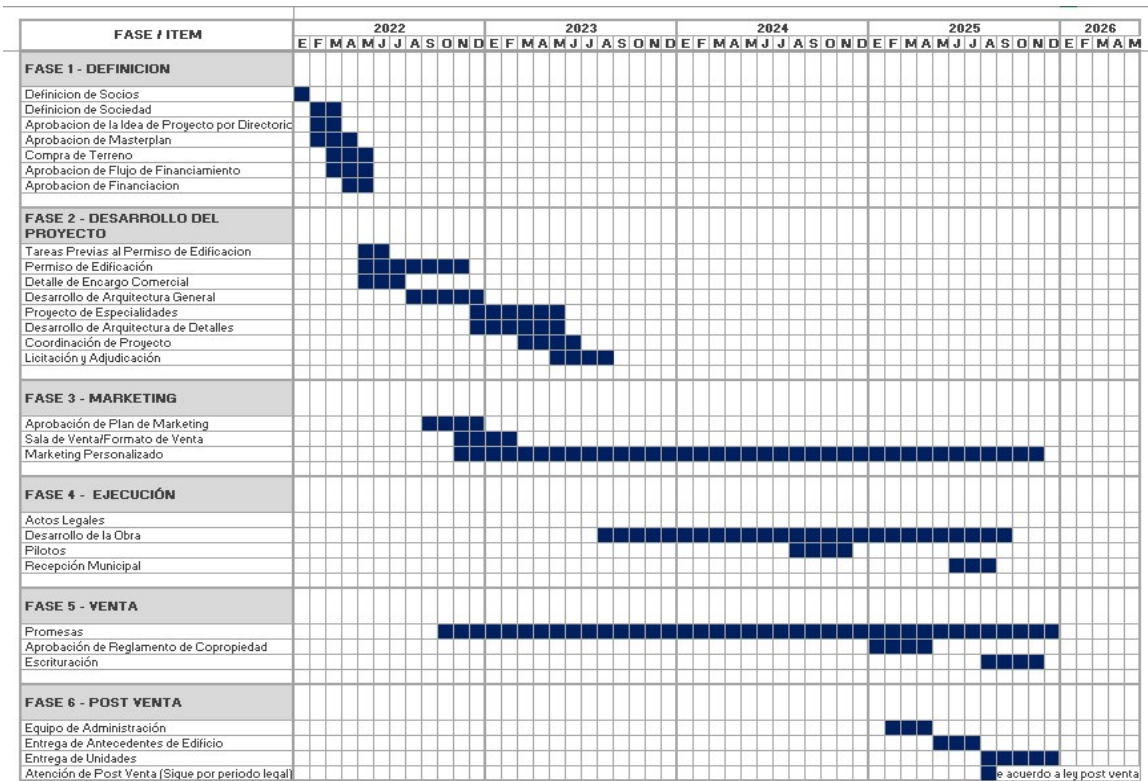 2022 2023 2024 2025 2026
FASE / ITEM
E F M A M J J A S O N D E F M A M J J A S O N D E F M A M J J A S O N D E F M A M J J A S O N D E F M A M
FASE 1 - DEFINICION
Definicion de Socios
Definicion de Sociedad
Aprobacion de la Idea de Proyecto por Directorio
Aprobacion de Masterplan
Compra de Terreno
Aprobacion de Flujo de Financiamiento
Aprobacion de Financiacion
FASE 2 - DESARROLLO DEL
PROYECTO
Tareas Previas al Permiso de Edificacion
Permiso de Edificación
Detalle de Encargo Comercial
Desarrollo de Arquitectura General
Proyecto de Especialidades
Desarrollo de Arquitectura de Detalles
Coordinación de Proyecto
Licitación y Adjudicación
FASE 3 - MARKETING
Aprobación de Plan de Marketing
Sala de Venta/Formato de Venta
Marketing Personalizado
FASE 4 - EJECUCIÓN
Actos Legales
Desarrollo de la Obra
Pilotos
Recepción Municipal
FASE 5 - VENTA
Promesas
Aprobación de Reglamento de Copropiedad
Escrituración
FASE 6 - POST VENTA
Equipo de Administración
Entrega de Antecedentes de Edificio
Entrega de Unidades
Atención de Post Venta (Sigue por periodo legal) e acuerdo a ley post venta